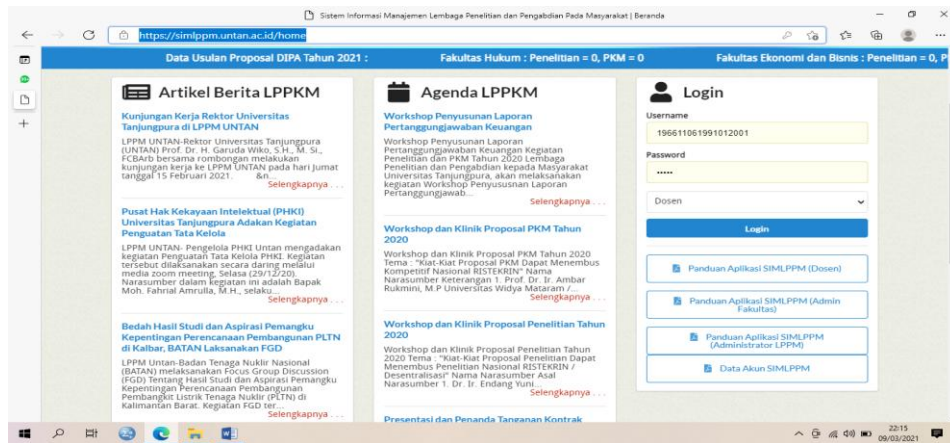 Sistem Informasi Manajemen Lembaga Penelitian dan Pengabdian Pada Masyarakat | Beranda
https://simlppm.untan.ac.id/home
Data Usulan Proposal DIPA Tahun 2021 : Fakultas Hukum : Penelitian = 0, PKM = 0 Fakultas Ekonomi dan Bisnis : Penelitian = 0, P
Artikel Berita LPPKM
Kunjungan Kerja Rektor Universitas
Tanjungpura di LPPM UNTAN
LPPM UNTAN-Rektor Universitas Tanjungpura
(UNTAN) Prof. Dr. H. Garuda Wiko, S.H., M. Si.,
FCBArb bersama rombongan melakukan
kunjungan kerja ke LPPM UNTAN pada hari Jumat
tanggal 15 Februari 2021. &n...
Selengkapnya . . .
Pusat Hak Kekayaan Intelektual (PHKI)
Universitas Tanjungpura Adakan Kegiatan
Penguatan Tata Kelola
LPPM UNTAN- Pengelola PHKI Untan mengadakan
kegiatan Penguatan Tata Kelola PHKI. Kegiatan
tersebut dilaksanakan secara daring melalui
media zoom meeting, Selasa (29/12/20).
Narasumber dalam kegiatan ini adalah Bapak
Moh. Fahrial Amrulla, M.H., selaku...
Selengkapnya . . .
Bedah Hasil Studi dan Aspirasi Pemangku
Kepentingan Perencanaan Pembangunan PLTN
di Kalbar, BATAN Laksanakan FGD
LPPM Untan-Badan Tenaga Nuklir Nasional
(BATAN) melaksanakan Focus Group Discussion
(FGD) Tentang Hasil Studi dan Aspirasi Pemangku
Kepentingan Perencanaan Pembangunan
Pembangkit Listrik Tenaga Nuklir (PLTN) di
Kalimantan Barat. Kegiatan FGD ter...
Selengkapnya . . .
Agenda LPPKM
Workshop Penyusunan Laporan
Pertanggungjawaban Keuangan
Workshop Penyusunan Laporan
Pertanggungjawaban Keuangan Kegiatan
Penelitian dan PKM Tahun 2020 Lembaga
Penelitian dan Pengabdian kepada Masyarakat
Universitas Tanjungpura, akan melaksanakan
kegiatan Workshop Penyususnan Laporan
Pertanggungjawab...
Selengkapnya . . .
Workshop dan Klinik Proposal PKM Tahun
2020
Workshop dan Klinik Proposal PKM Tahun 2020
Tema : "Kiat-Kiat Proposal PKM Dapat Menembus
Kompetitif Nasional RISTEKRIN" Nama
Narasumber Keterangan 1. Prof. Dr. Ir. Ambar
Rukmini, M.P Universitas Widya Mataram /...
Selengkapnya . . .
Workshop dan Klinik Proposal Penelitian Tahun
2020
Workshop dan Klinik Proposal Penelitian Tahun
2020 Tema : "Kiat-Kiat Proposal Penelitian Dapat
Menembus Penelitian Nasional RISTEKRIN /
Desentralisasi" Nama Narasumber Asal
Narasumber 1. Dr. Ir. Endang Yuni...
Selengkapnya . . .
Presentasi dan Penanda Tanganan Kontrak
Login
Username
196611061991012001
Password
•••••
Dosen
Login
Panduan Aplikasi SIMLPPM (Dosen)
Panduan Aplikasi SIMLPPM (Admin
Fakultas)
Panduan Aplikasi SIMLPPM
(Administrator LPPM)
Data Akun SIMLPPM
22:15
09/03/2021